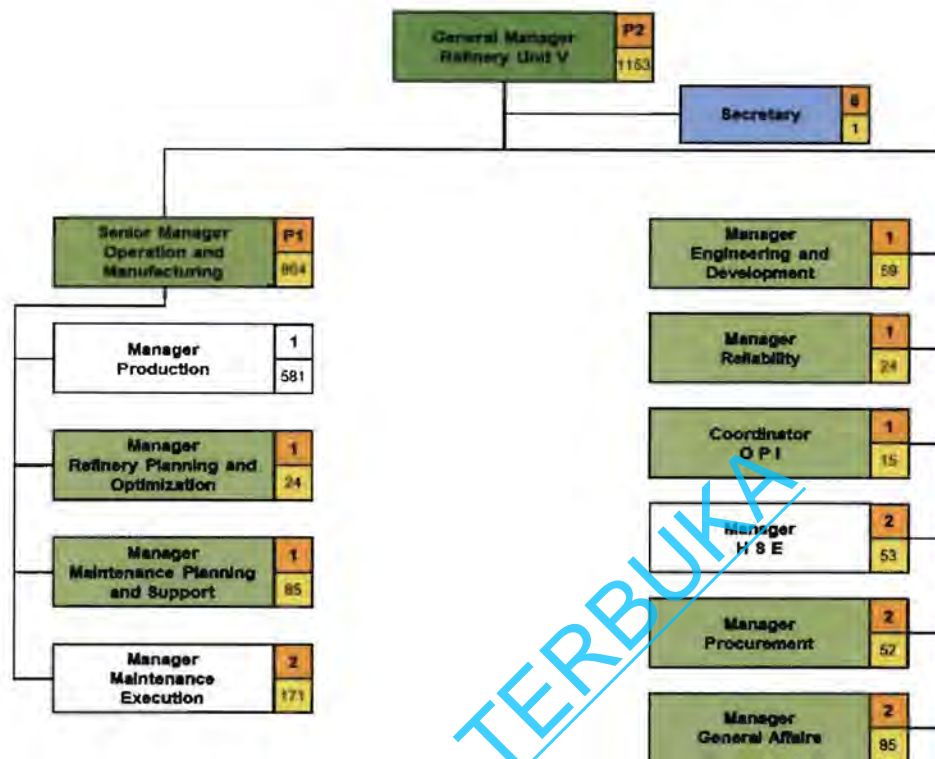 General Manager
Refinery Unit V
P2
1153
Secretary
1
Senior Manager
Operation and
Manufacturing
P1
Manager
Production
1
581
Manager
Refinery Planning and
Optimization
1
24
Manager
Maintenance Planning
and Support
1
85
Manager
Maintenance
Execution
2
171
Manager
Engineering and
Development
1
59
Manager
Reliability
1
24
Coordinator
O P I
1
15
Manager
H S E
2
53
Manager
Procurement
2
52
Manager
General Affairs
2
TERBUKA